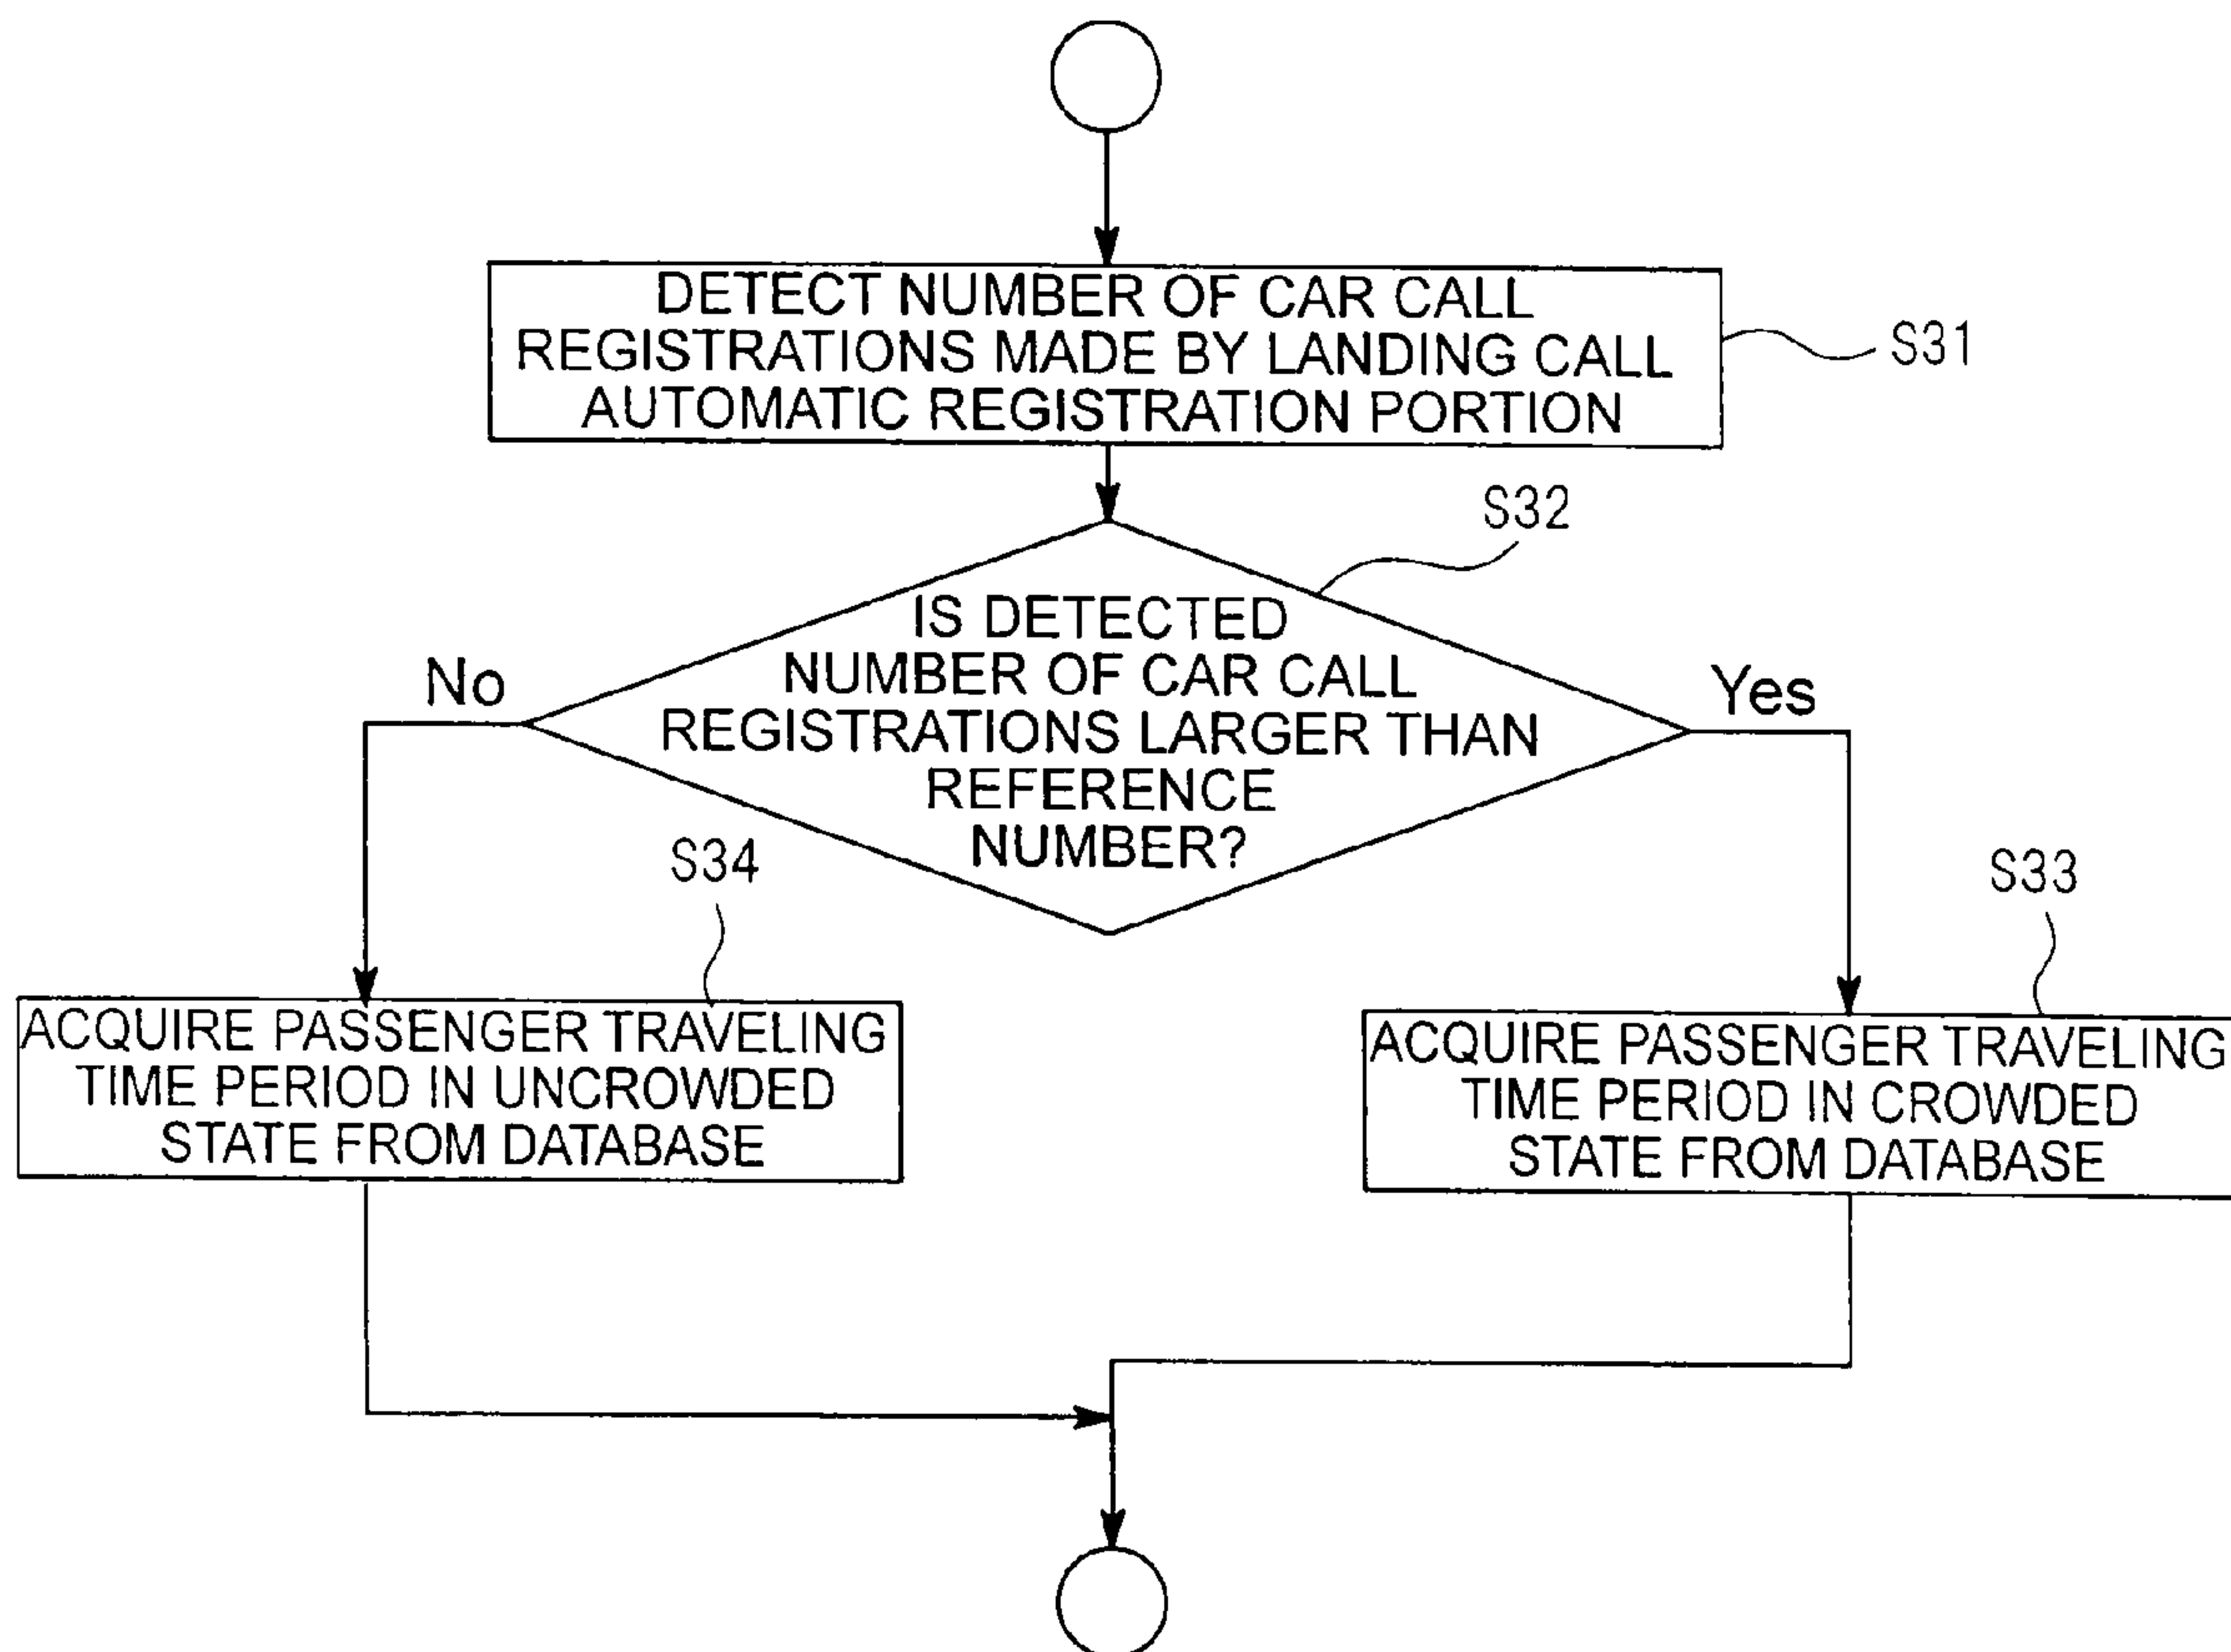 DETECT NUMBER OF CAR CALL
REGISTRATIONS MADE BY LANDING CALL
AUTOMATIC REGISTRATION PORTION
S31
S32
IS DETECTED
NUMBER OF CAR CALL
REGISTRATIONS LARGER THAN
REFERENCE
NUMBER?
No
Yes
S34
S33
ACQUIRE PASSENGER TRAVELING
TIME PERIOD IN UNCROWDED
STATE FROM DATABASE
ACQUIRE PASSENGER TRAVELING
TIME PERIOD IN CROWDED
STATE FROM DATABASE